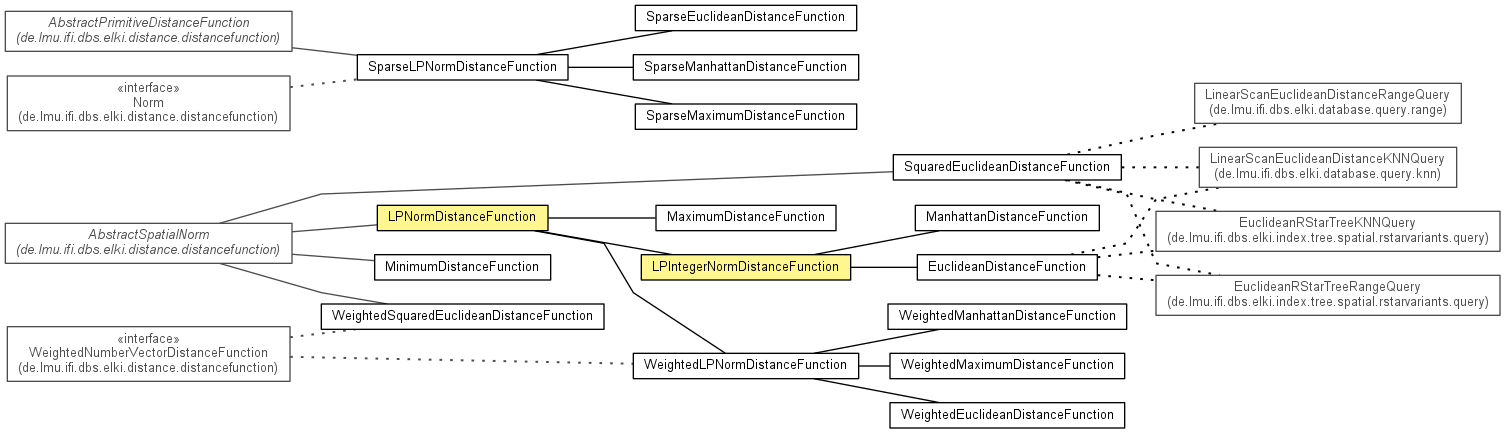 AbstractPrimitiveDistanceFunction
(de.lmu.ifi.dbs.elki.distance.distancefunction)
«interface»
Norm
(de.lmu.ifi.dbs.elki.distance.distancefunction)
SparseLPNormDistanceFunction
SparseEuclideanDistanceFunction
SparseManhattanDistanceFunction
SparseMaximumDistanceFunction
LinearScanEuclideanDistanceRangeQuery
(de.lmu.ifi.dbs.elki.database.query.range)
SquaredEuclideanDistanceFunction
LinearScanEuclideanDistanceKNNQuery
(de.lmu.ifi.dbs.elki.database.query.knn)
AbstractSpatialNorm
(de.lmu.ifi.dbs.elki.distance.distancefunction)
LPNormDistanceFunction
MaximumDistanceFunction
ManhattanDistanceFunction
EuclideanRStarTreeKNNQuery
(de.lmu.ifi.dbs.elki.index.tree.spatial.rstarvariants.query)
MinimumDistanceFunction
LPIntegerNormDistanceFunction
EuclideanDistanceFunction
EuclideanRStarTreeRangeQuery
(de.lmu.ifi.dbs.elki.index.tree.spatial.rstarvariants.query)
WeightedSquaredEuclideanDistanceFunction
WeightedManhattanDistanceFunction
«interface»
WeightedNumberVectorDistanceFunction
(de.lmu.ifi.dbs.elki.distance.distancefunction)
WeightedLPNormDistanceFunction
WeightedMaximumDistanceFunction
WeightedEuclideanDistanceFunction